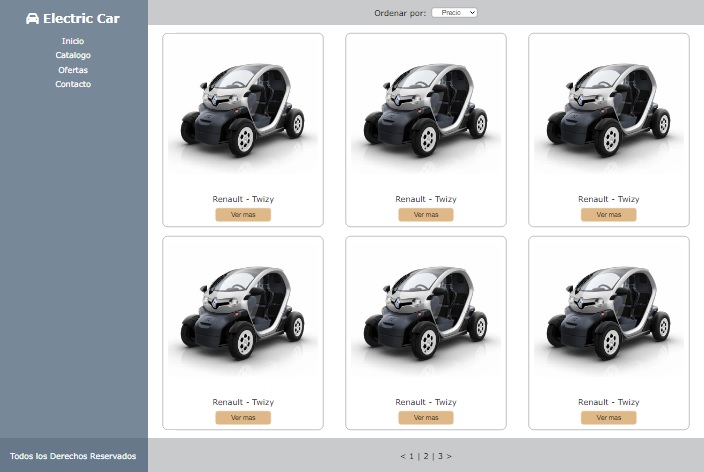 Electric Car
Inicio
Catalogo
Ofertas
Contacto
Todos los Derechos Reservados
Ordenar por: Precio
Renault - Twizy
Ver mas
Renault - Twizy
Ver mas
Renault - Twizy
Ver mas
Renault - Twizy
Ver mas
Renault - Twizy
Ver mas
Renault - Twizy
Ver mas
< 1 | 2 | 3 >